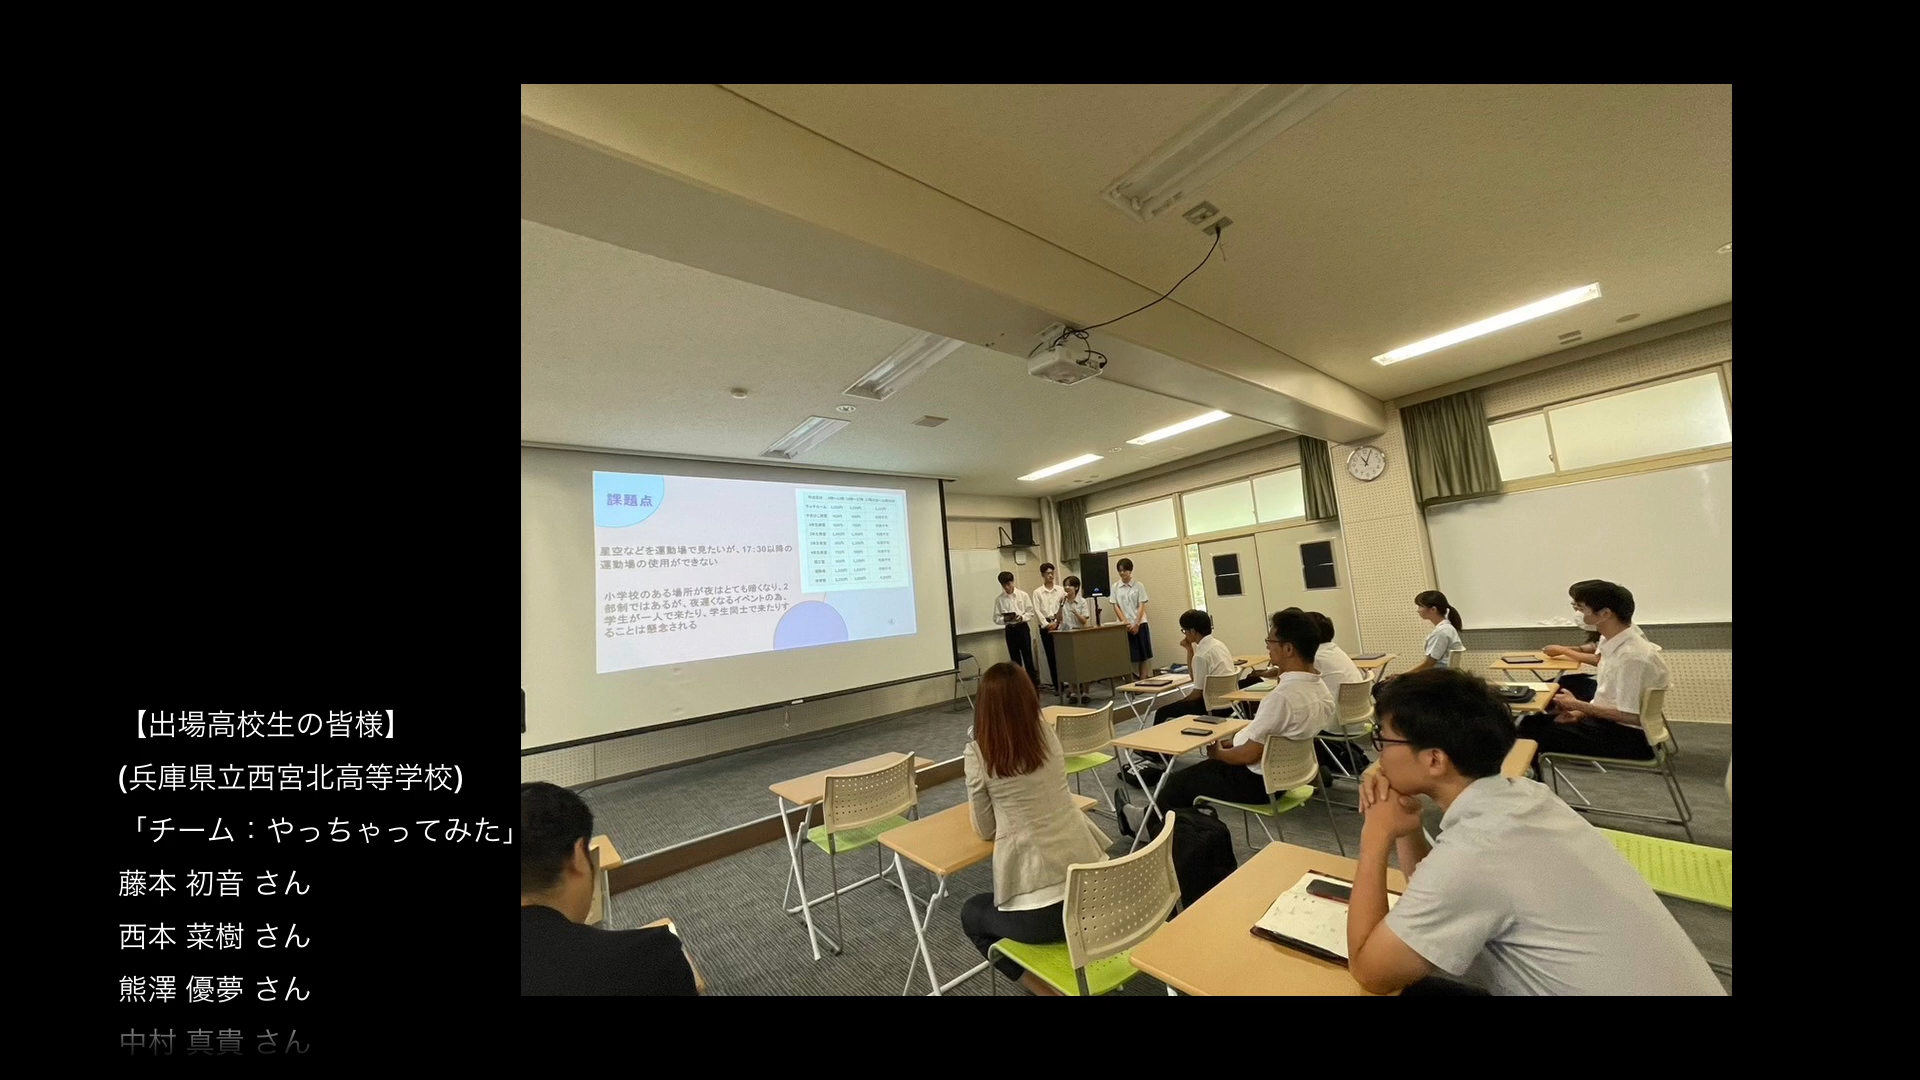 【出場高校生の皆様】
(兵庫県立西宮北高等学校)
「チーム：やっちゃってみた」
藤本 初音 さん
西本 菜樹 さん
熊澤 優夢 さん
中村 真貴 さん
課題点
星空などを運動場で見たいが、17:30以降の
運動場の使用ができない
小学校のある場所が夜はとても暗くなり、2
部制ではあるが、夜遅くなるイベントの為、
学生が一人で来たり、学生同士で来たりす
ることは懸念される